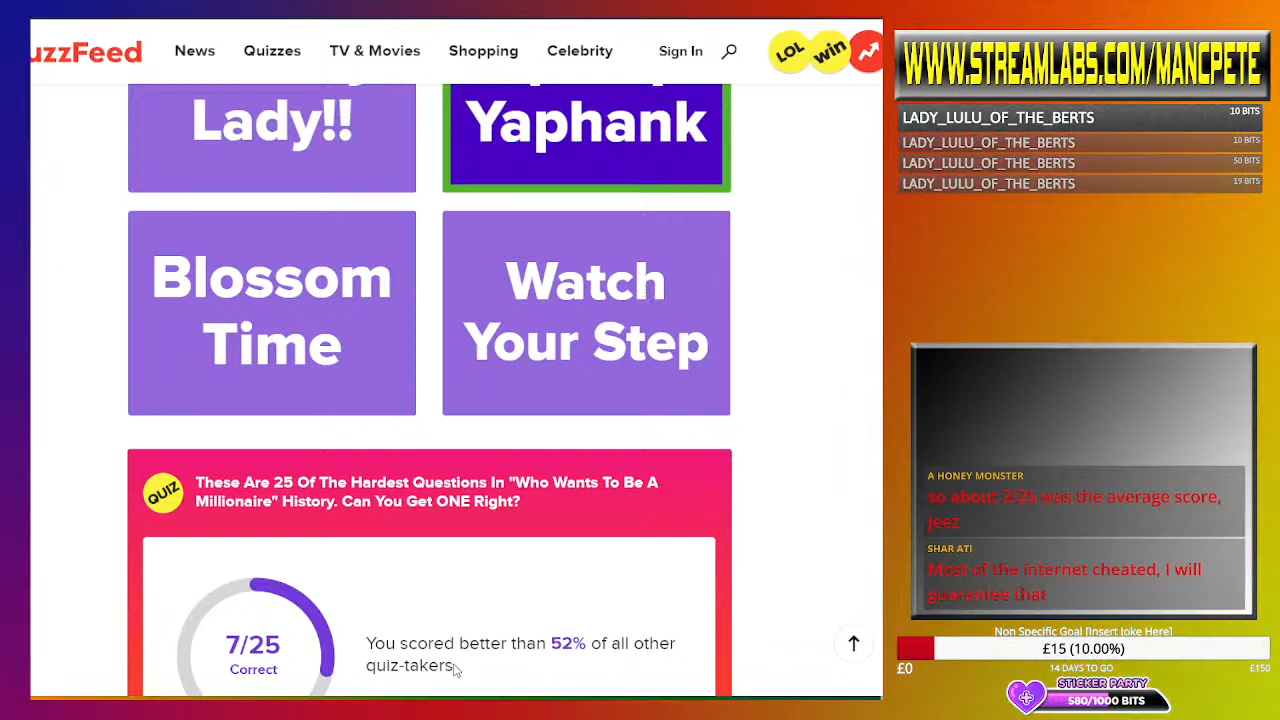 uzzFeed
News
Quizzes
TV & Movies
Shopping
Celebrity
Sign In
LOL
win
Lady!!
Yaphank
Blossom
Time
Watch
Your Step
QUIZ
These Are 25 Of The Hardest Questions In "Who Wants To Be A
Millionaire" History. Can You Get ONE Right?
7/25
Correct
You scored better than 52% of all other
quiz-takers.
WWW.STREAMLABS.COM/MANCPETE
LADY_LULU_OF_THE_BERTS 10 BITS
LADY_LULU_OF_THE_BERTS 10 BITS
LADY_LULU_OF_THE_BERTS 50 BITS
LADY_LULU_OF_THE_BERTS 19 BITS
A HONEY MONSTER
so about 2/25 was the average score,
jeez
SHAR ATI
Most of the internet cheated, I will
guarantee that
Non Specific Goal [Insert Joke Here]
£15 (10.00%)
£0 14 DAYS TO GO £150
STICKER PARTY
580/1000 BITS